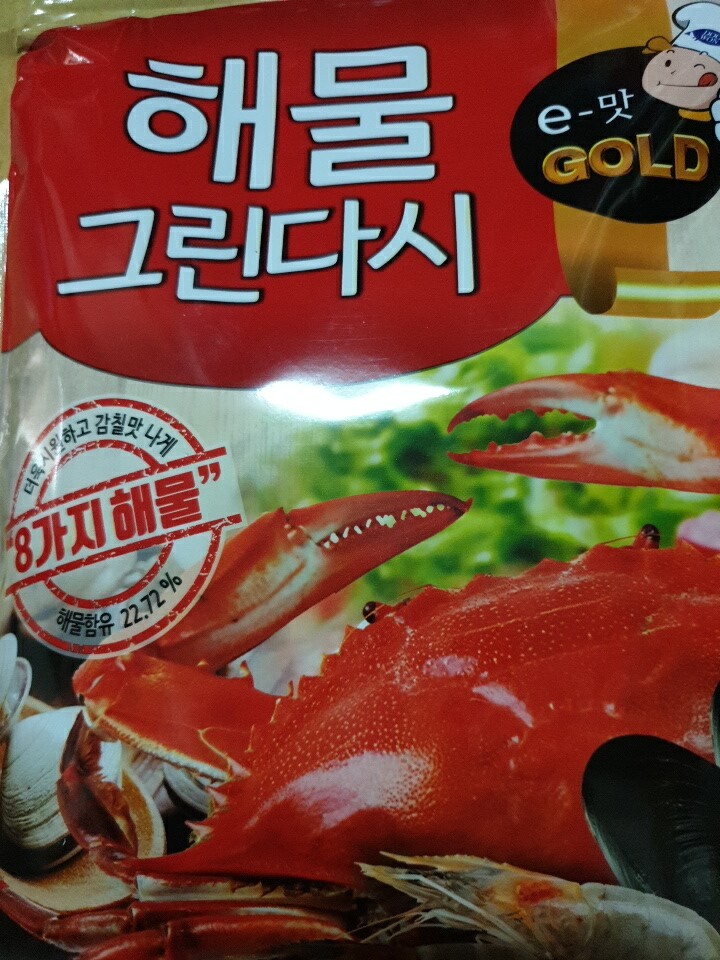 해물
그린다시
e-맛
GOLD
더욱 시원하고 감칠맛 나게
"8가지 해물"
해물함유 22.72%